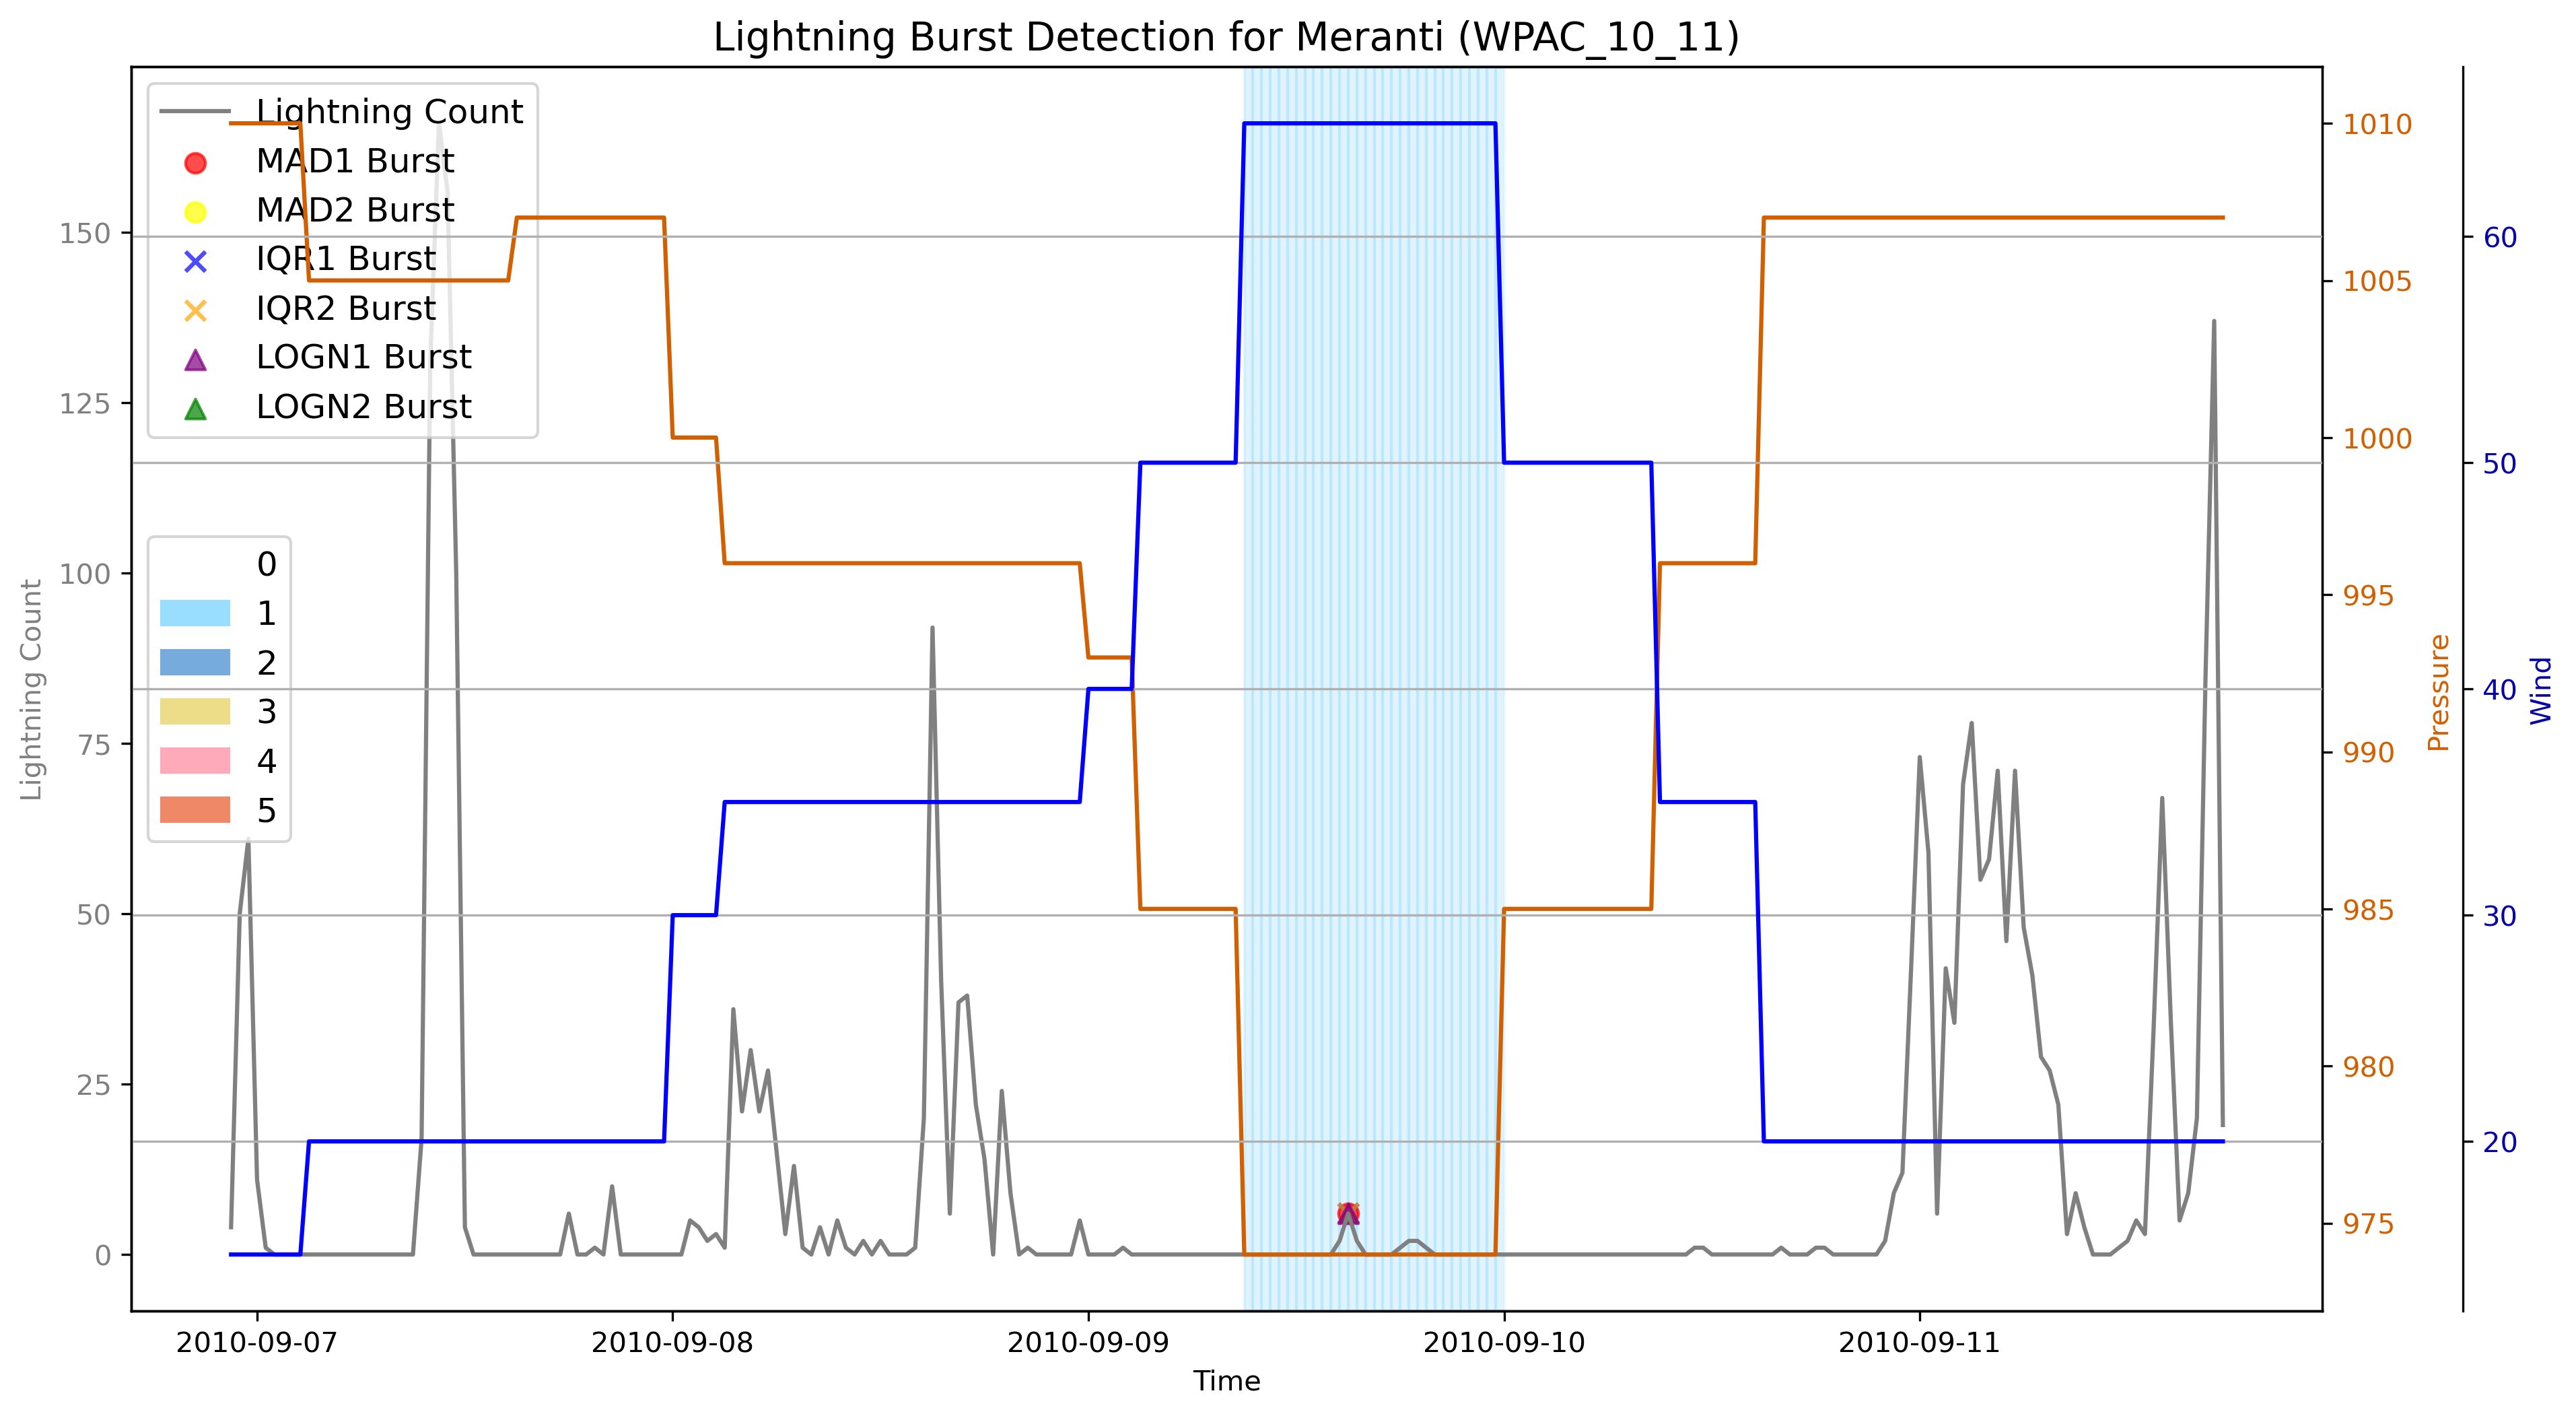 Lightning Burst Detection for Meranti (WPAC_10_11)
Lightning Count
MAD1 Burst
MAD2 Burst
IQR1 Burst
IQR2 Burst
LOGN1 Burst
LOGN2 Burst
0
1
2
3
4
5
Lightning Count
150
125
100
75
50
25
0
1010
1005
1000
995
990
985
980
975
Pressure
60
50
40
30
20
Wind
2010-09-07
2010-09-08
2010-09-09
2010-09-10
2010-09-11
Time